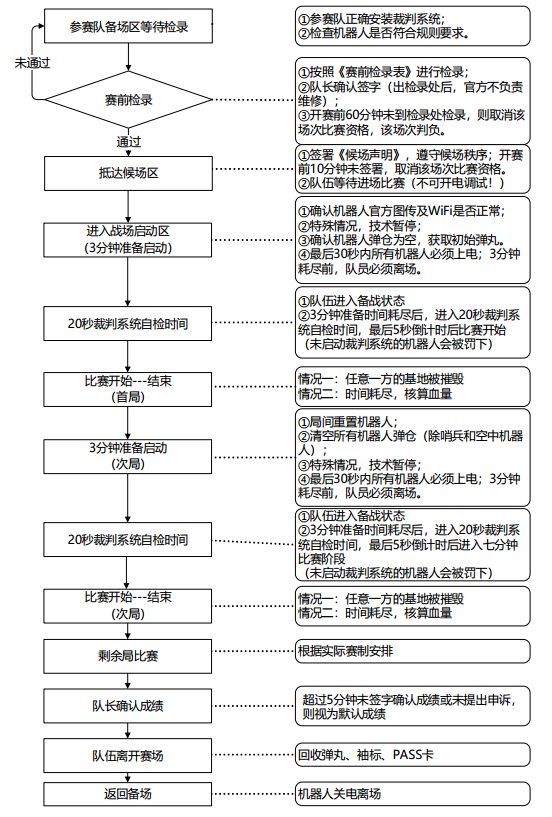 参赛队备场区等待检录
①参赛队正确安装裁判系统；
②检查机器人是否符合规则要求。
未通过
赛前检录
①按照《赛前检录表》进行检录；
②队长确认签字（出检录处后，官方不负责
维修）；
③开赛前60分钟未到检录处检录，则取消该
场次比赛资格，该场次判负。
通过
抵达候场区
①签署《候场声明》，遵守候场秩序；开赛
前10分钟未签署，取消该场次比赛资格。
②队伍等待进场比赛（不可开电调试！）
进入战场启动区
(3分钟准备启动)
①确认机器人官方图传及WiFi是否正常；
②特殊情况，技术暂停；
③确认机器人弹仓为空，获取初始弹丸。
④最后30秒内所有机器人必须上电；3分钟
耗尽前，队员必须离场。
20秒裁判系统自检时间
①队伍进入备战状态
②3分钟准备时间耗尽后，进入20秒裁判系
统自检时间，最后5秒倒计时后比赛开始
（未启动裁判系统的机器人会被罚下）
比赛开始---结束
(首局)
情况一：任意一方的基地被摧毁
情况二：时间耗尽，核算血量
3分钟准备启动
(次局)
①局间重置机器人；
②清空所有机器人弹仓（除哨兵和空中机器
人）；
③特殊情况，技术暂停；
④最后30秒内所有机器人必须上电；3分钟
耗尽前，队员必须离场。
20秒裁判系统自检时间
①队伍进入备战状态
②3分钟准备时间耗尽后，进入20秒裁判系
统自检时间，最后5秒倒计时后进入七分钟
比赛阶段
（未启动裁判系统的机器人会被罚下）
比赛开始---结束
(次局)
情况一：任意一方的基地被摧毁
情况二：时间耗尽，核算血量
剩余局比赛
根据实际赛制安排
队长确认成绩
超过5分钟未签字确认成绩或未提出申诉，
则视为默认成绩
队伍离开赛场
回收弹丸、袖标、PASS卡
返回备场
机器人关电离场